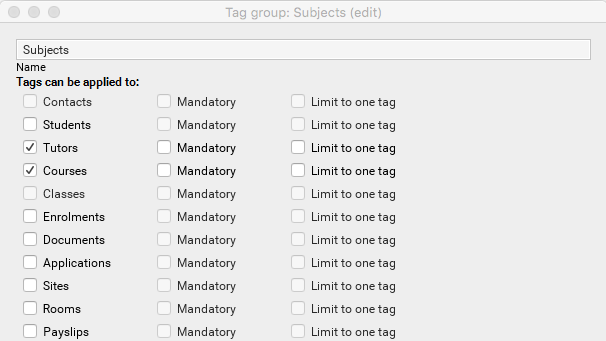 Tag group: Subjects (edit)
Subjects
Name
Tags can be applied to:
Contacts Mandatory Limit to one tag
Students Mandatory Limit to one tag
Tutors Mandatory Limit to one tag
Courses Mandatory Limit to one tag
Classes Mandatory Limit to one tag
Enrolments Mandatory Limit to one tag
Documents Mandatory Limit to one tag
Applications Mandatory Limit to one tag
Sites Mandatory Limit to one tag
Rooms Mandatory Limit to one tag
Payslips Mandatory Limit to one tag